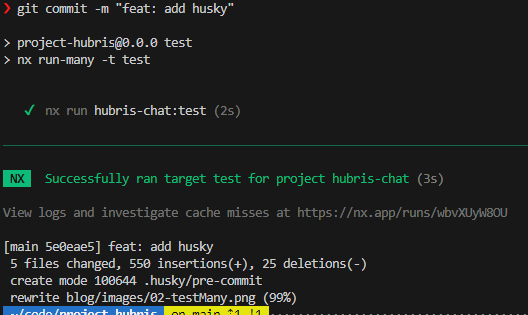 ❯ git commit -m "feat: add husky"
> project-hubris@0.0.0 test
> nx run-many -t test
✓ nx run hubris-chat:test (2s)
NX Successfully ran target test for project hubris-chat (3s)
View logs and investigate cache misses at https://nx.app/runs/wbvXUyW8OU
[main 5e0eae5] feat: add husky
5 files changed, 550 insertions(+), 25 deletions(-)
create mode 100644 .husky/pre-commit
rewrite blog/images/02-testMany.png (99%)
~/code/project-hubris on main ⇡1 !1